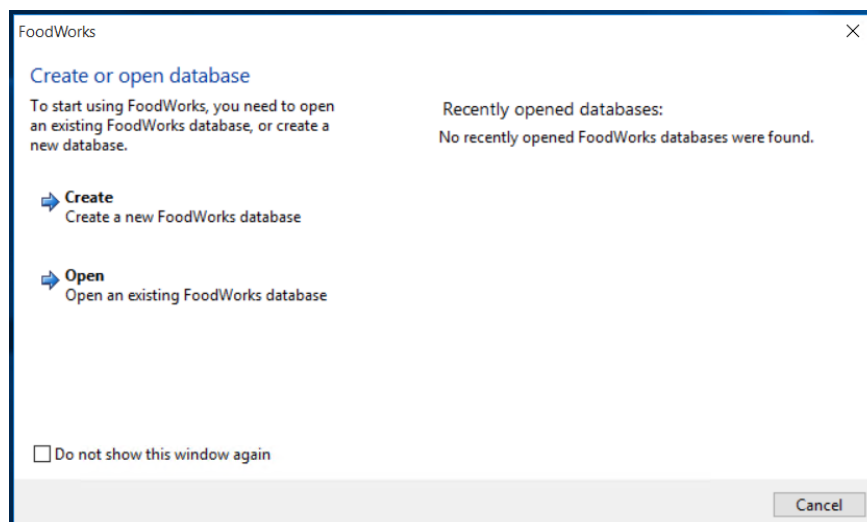 FoodWorks
Create or open database
To start using FoodWorks, you need to open
an existing FoodWorks database, or create a
new database.
Create
Create a new FoodWorks database
Open
Open an existing FoodWorks database
Recently opened databases:
No recently opened FoodWorks databases were found.
Do not show this window again
Cancel